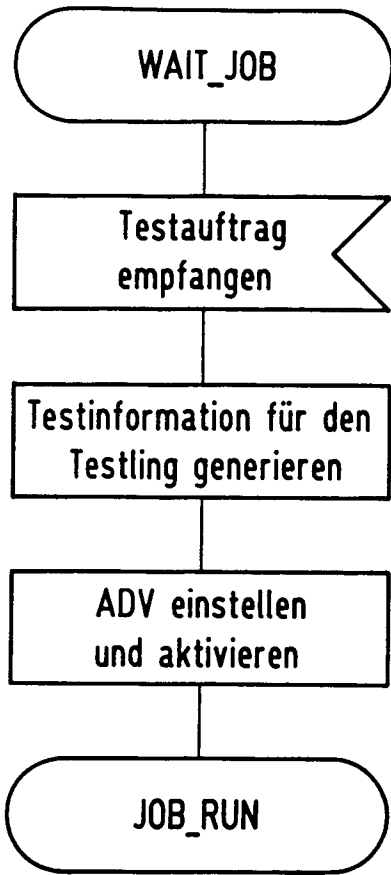 WAIT_JOB
Testauftrag
empfangen
Testinformation für den
Testling generieren
ADV einstellen
und aktivieren
JOB_RUN